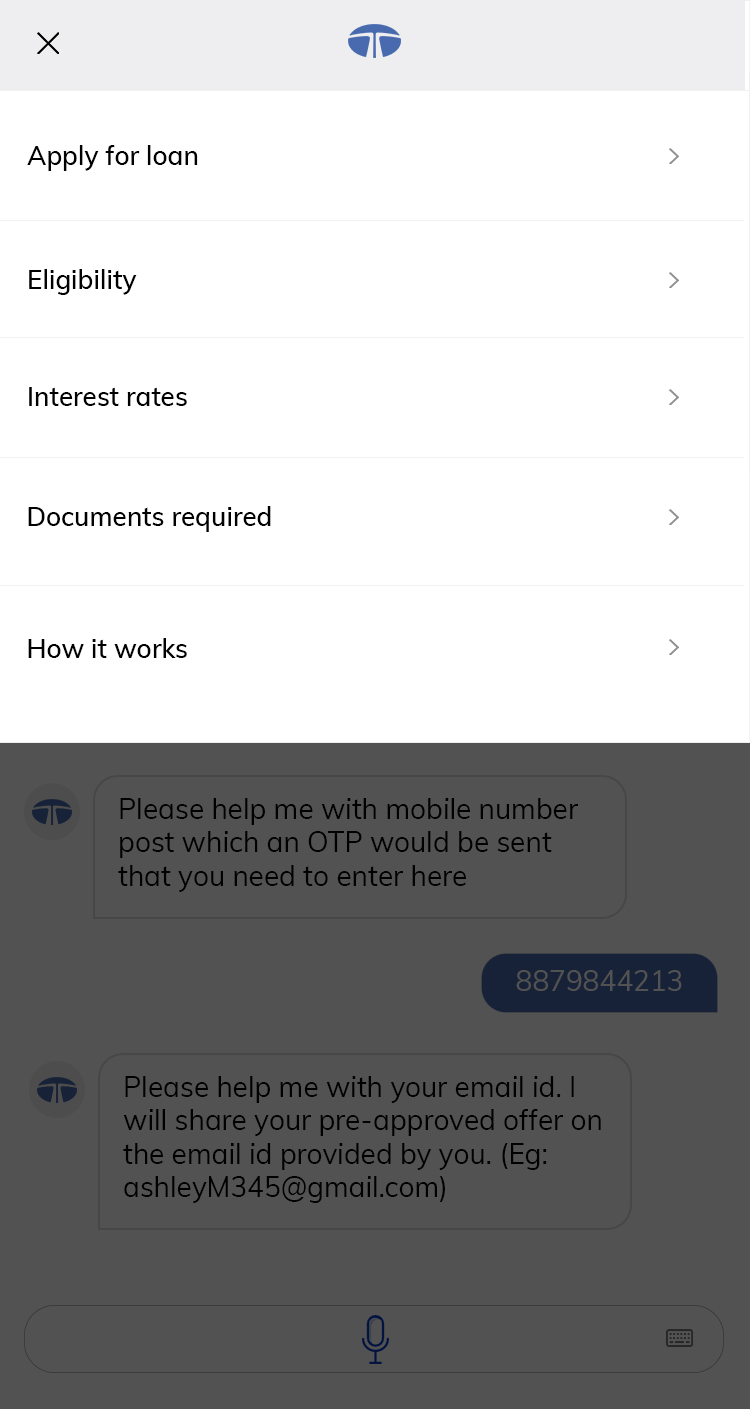 Apply for loan
Eligibility
Interest rates
Documents required
How it works
Please help me with mobile number
post which an OTP would be sent
that you need to enter here
8879844213
Please help me with your email id. I
will share your pre-approved offer on
the email id provided by you. (Eg:
ashleyM345@gmail.com)